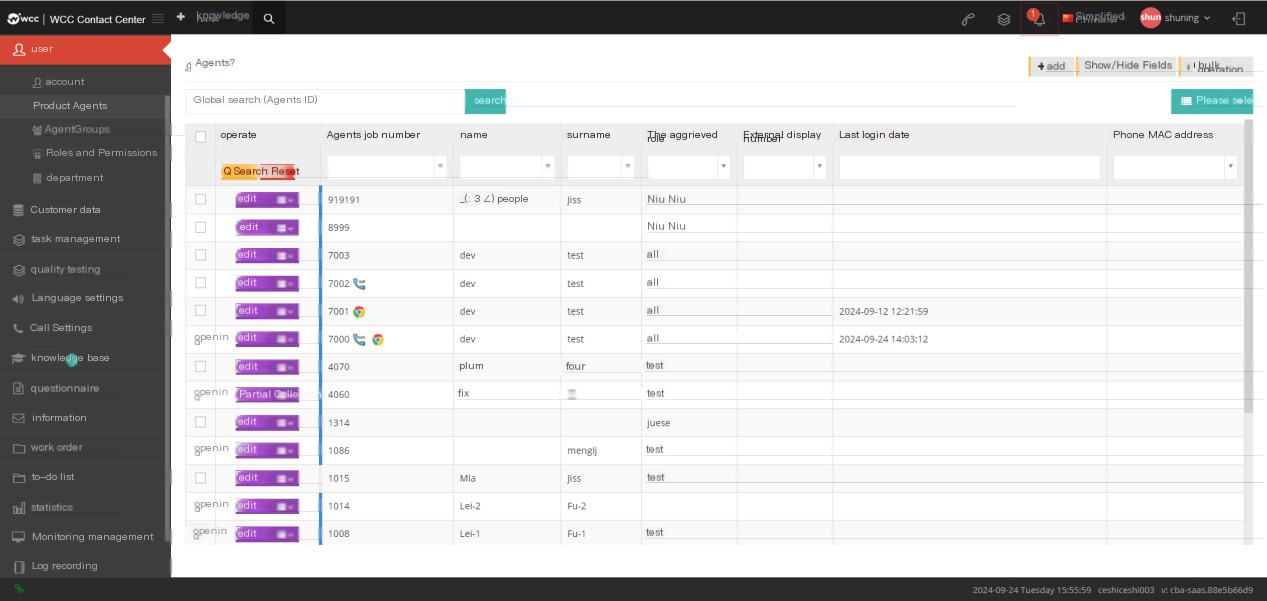 wcc | WCC Contact Center
knowledge
1
Simplified
shun shuning
user
account
Product Agents
AgentGroups
Roles and Permissions
department
Customer data
task management
quality testing
Language settings
Call Settings
knowledge base
questionnaire
information
work order
to-do list
statistics
Monitoring management
Log recording
Agents?
+ add
Show/Hide Fields
bulk operation
Global search (Agents ID)
search
Please sele
operate Agents job number name surname The aggrieved role External display number Last login date Phone MAC address
Q Search Reset
edit 919191 _(: 3 ∠) people Jiss Niu Niu
edit 8999 Niu Niu
edit 7003 dev test all
edit 7002 dev test all
edit 7001 dev test all 2024-09-12 12:21:59
openin edit 7000 dev test all 2024-09-24 14:03:12
edit 4070 plum four test
openin Partial 4060 fix test
edit 1314 juese
openin edit 1086 menglj test
edit 1015 Mla Jiss test
openin edit 1014 Lei-2 Fu-2
openin edit 1008 Lei-1 Fu-1 test
2024-09-24 Tuesday 15:55:59 ceshiceshi003 v: cba-saas.88e5b66d9